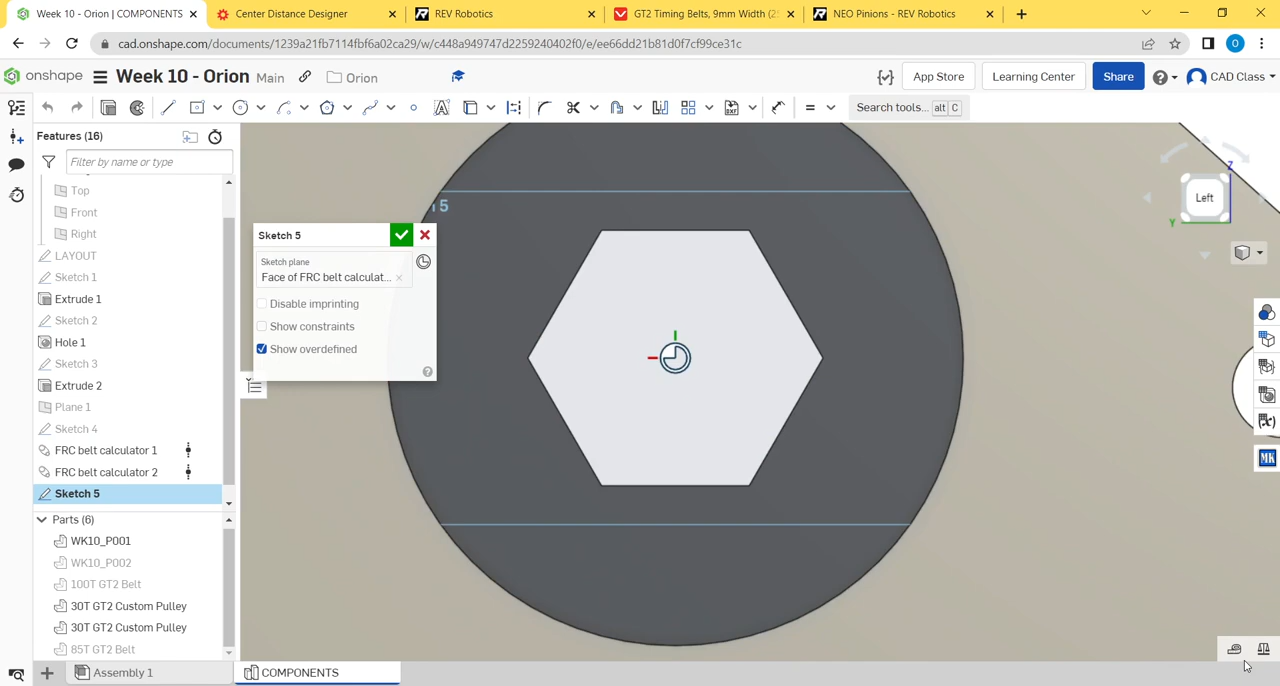 Week 10 - Orion | COMPONENTS
Center Distance Designer
REV Robotics
GT2 Timing Belts, 9mm Width (2
NEO Pinions - REV Robotics
cad.onshape.com/documents/1239a21fb7114fbf6a02ca29/w/c448a949747d3259240402f0/e/ee66dd21b81d0f7cf99ce31c
O
onshape
Week 10 - Orion
Main
Orion
App Store
Learning Center
Share
CAD Class
Search tools... alt C
Features (16)
Filter by name or type
Top
Front
Right
LAYOUT
Sketch 1
Extrude 1
Sketch 2
Hole 1
Sketch 3
Extrude 2
Plane 1
Sketch 4
FRC belt calculator 1
FRC belt calculator 2
Sketch 5
Parts (6)
WK10_P001
WK10_P002
100T GT2 Belt
30T GT2 Custom Pulley
30T GT2 Custom Pulley
85T GT2 Belt
5
Sketch 5
Sketch plane
Face of FRC belt calculat...
Disable imprinting
Show constraints
Show overdefined
Z
Left
Y
MK
Assembly 1
COMPONENTS